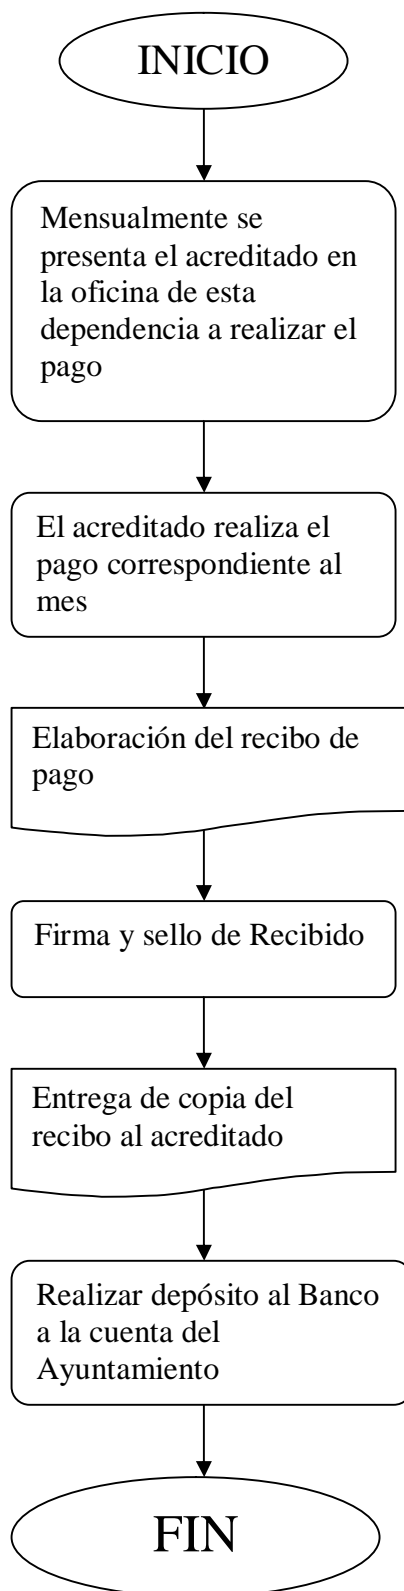 INICIO
Mensualmente se
presenta el acreditado en
la oficina de esta
dependencia a realizar el
pago
El acreditado realiza el
pago correspondiente al
mes
Elaboración del recibo de
pago
Firma y sello de Recibido
Entrega de copia del
recibo al acreditado
Realizar depósito al Banco
a la cuenta del
Ayuntamiento
FIN